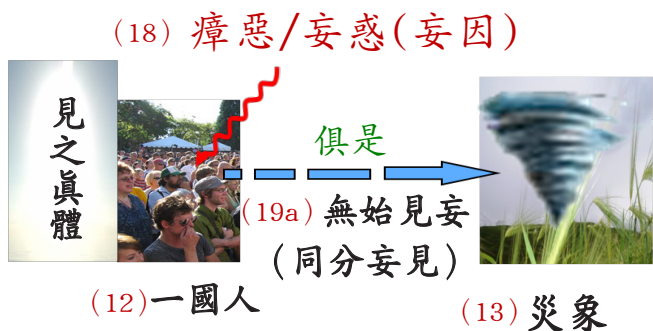 (18) 瘴惡/妄惑(妄因)
見之眞體
俱是
(19a) 無始見妄
(同分妄見)
(12)一國人
(13) 災象